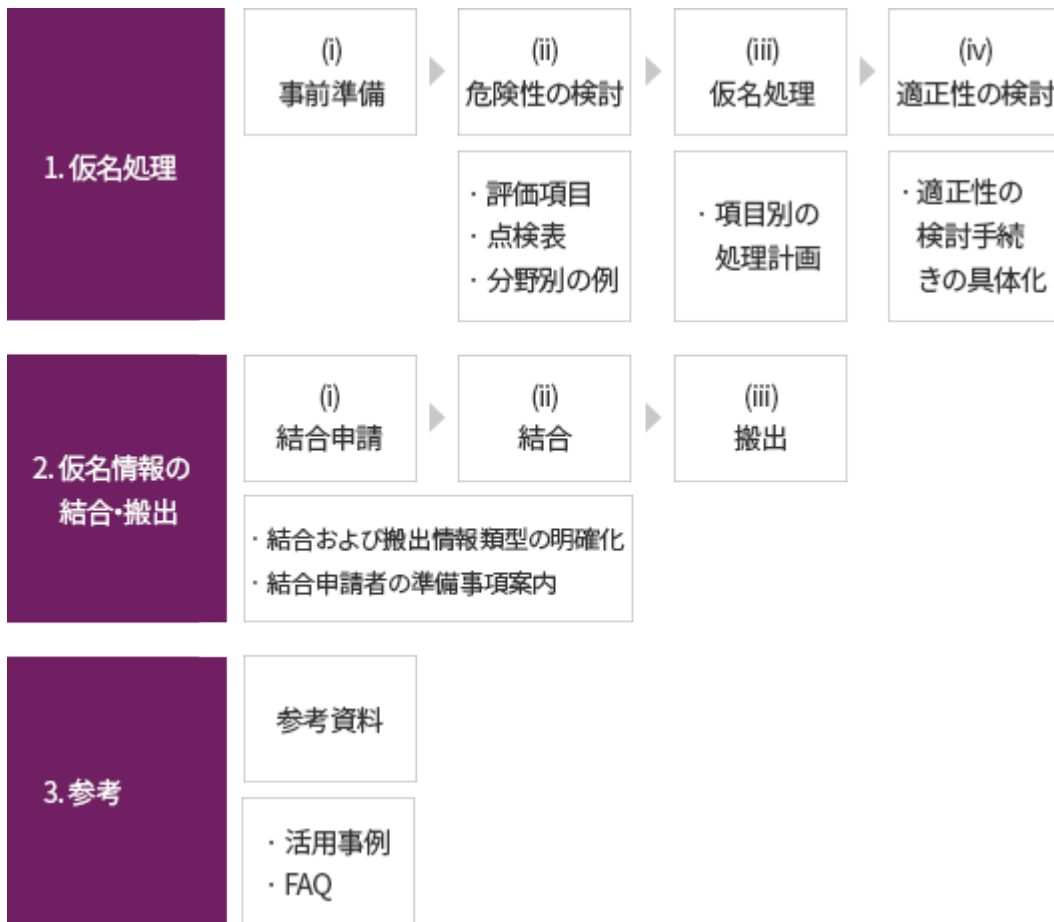 1. 仮名処理
(i)
事前準備
(ii)
危険性の検討
(iii)
仮名処理
(iv)
適正性の検討
· 評価項目
· 点検表
· 分野別の例
· 項目別の
処理計画
· 適正性の
検討手続
きの具体化
2. 仮名情報の
結合•搬出
(i)
結合申請
(ii)
結合
(iii)
搬出
· 結合および搬出情報類型の明確化
· 結合申請者の準備事項案内
3. 参考
参考資料
· 活用事例
· FAQ